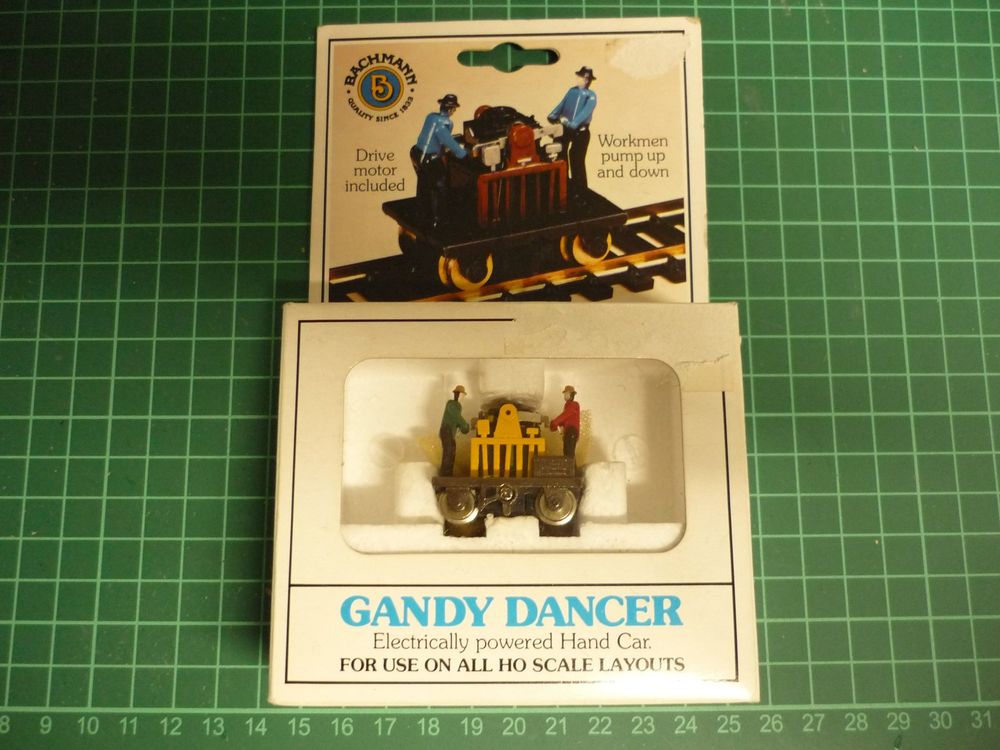 BACHMANN
QUALITY SINCE 1833
Drive
motor
included
Workmen
pump up
and down
GANDY DANCER
Electrically powered Hand Car.
FOR USE ON ALL HO SCALE LAYOUTS
8 9 10 11 12 13 14 15 16 17 18 19 20 21 22 23 24 25 26 27 28 29 30 31